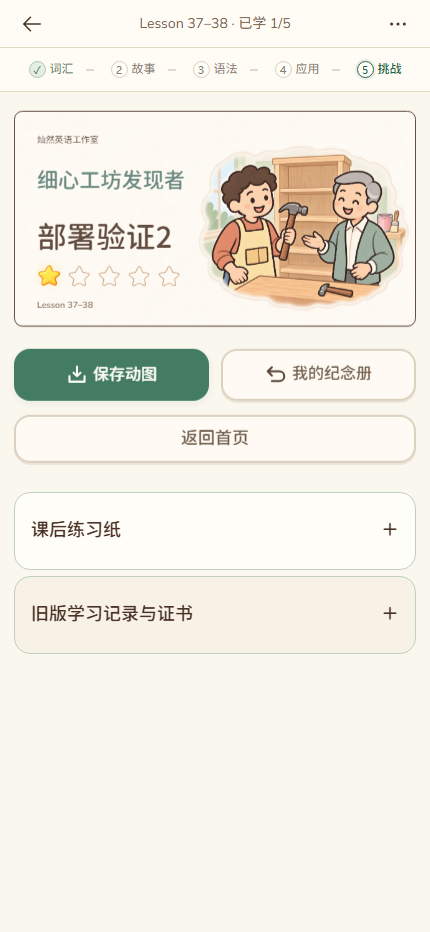 Lesson 37–38 · 已学 1/5
✓ 词汇 – 2 故事 – 3 语法 – 4 应用 – 5 挑战
灿然英语工作室
细心工坊发现者
部署验证2
Lesson 37–38
保存动图
我的纪念册
返回首页
课后练习纸
旧版学习记录与证书